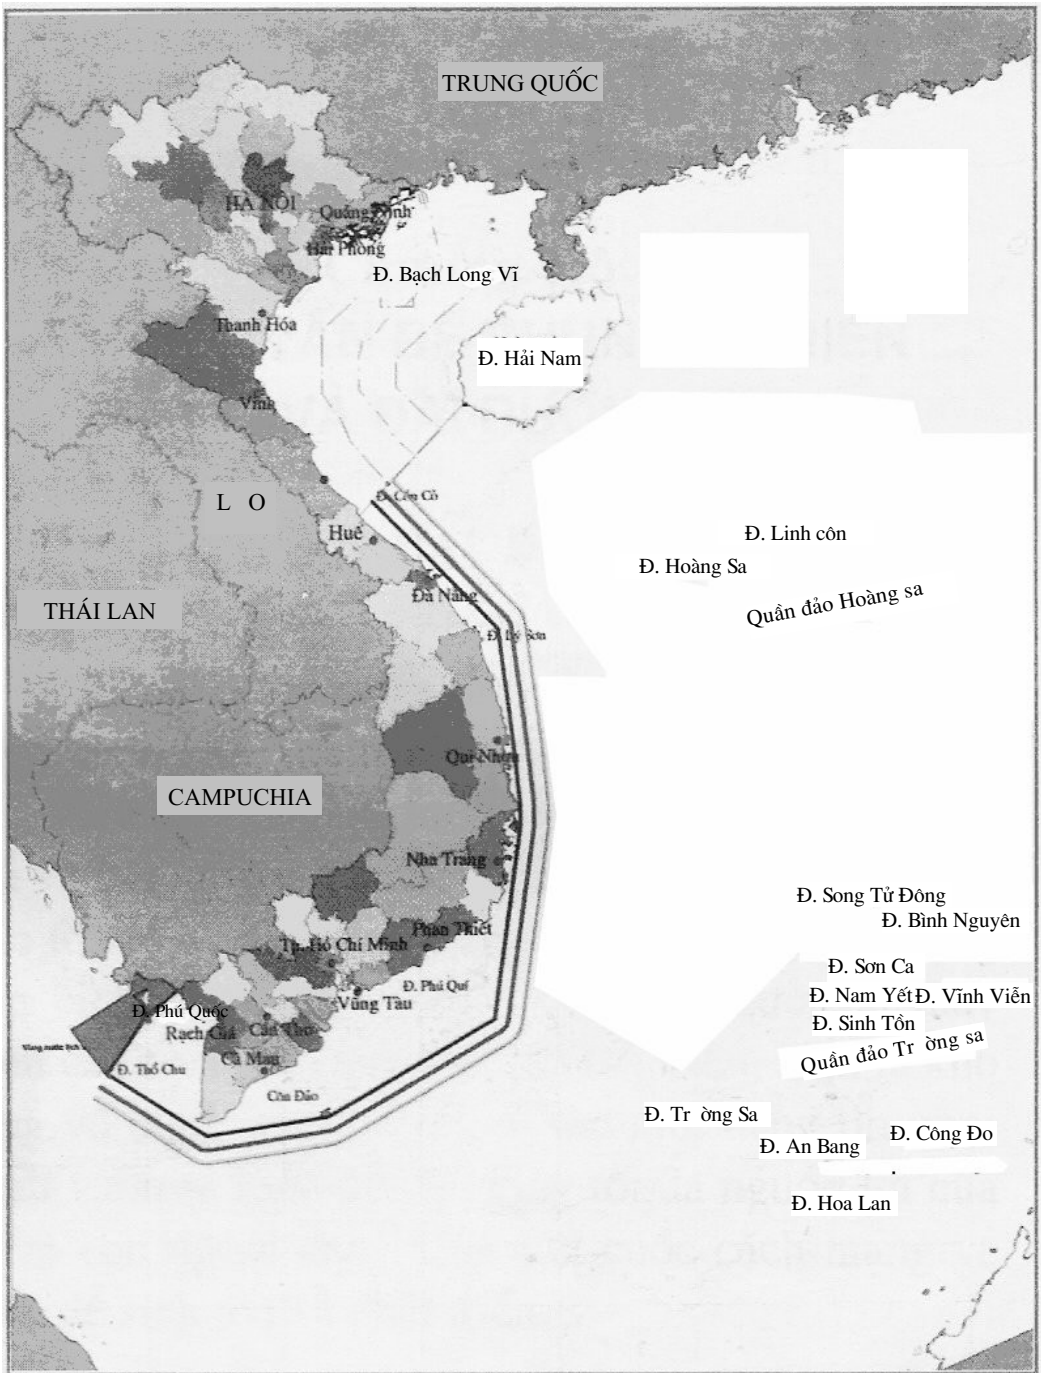 TRUNG QUỐC
HÀ NỘI
Quảng Ninh
Hải Phòng
Đ. Bạch Long Vĩ
Thanh Hóa
Đ. Hải Nam
Vinh
L O
Đ. Cồn Cỏ
Huế
Đ. Linh côn
Đ. Hoàng Sa
THÁI LAN
Đà Nẵng
Quần đảo Hoàng sa
Đ. Lý Sơn
Qui Nhơn
CAMPUCHIA
Nha Trang
Đ. Song Tử Đông
Đ. Bình Nguyên
Phan Thiết
Tp. Hồ Chí Minh
Đ. Sơn Ca
Đ. Phú Quí
Đ. Nam Yết
Đ. Vĩnh Viễn
Vũng Tàu
Đ. Phú Quốc
Đ. Sinh Tồn
Rạch Giá
Cần Thơ
Quần đảo Tr ờng sa
Cà Mau
Đ. Thổ Chu
Côn Đảo
Đ. Tr ờng Sa
Đ. An Bang
Đ. Công Đo
Đ. Hoa Lan